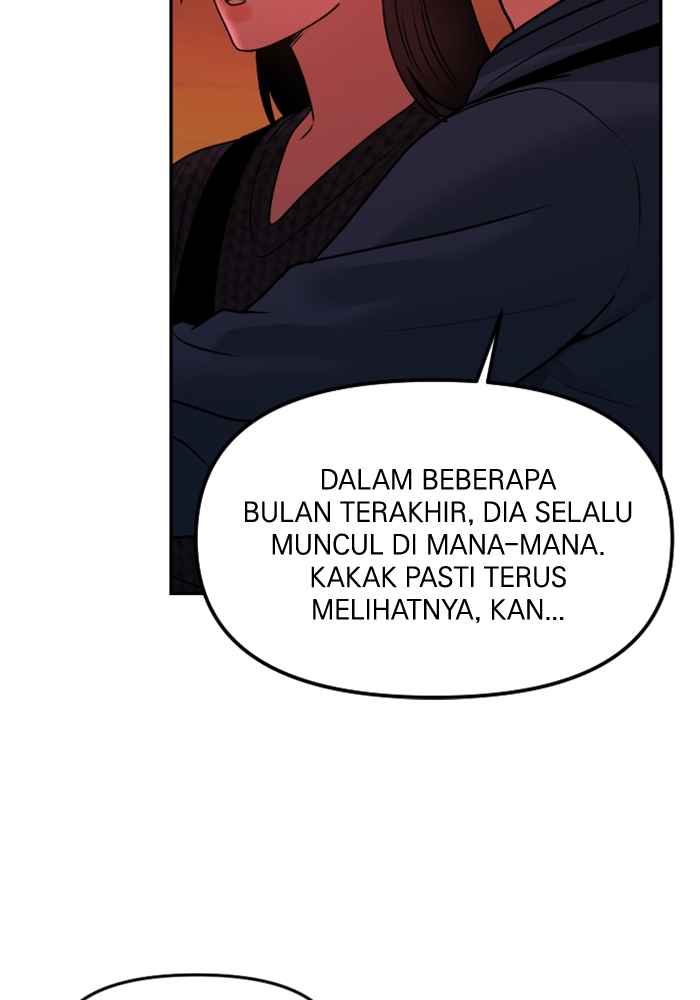 DALAM BEBERAPA
BULAN TERAKHIR, DIA SELALU
MUNCUL DI MANA-MANA.
KAKAK PASTI TERUS
MELIHATNYA, KAN...